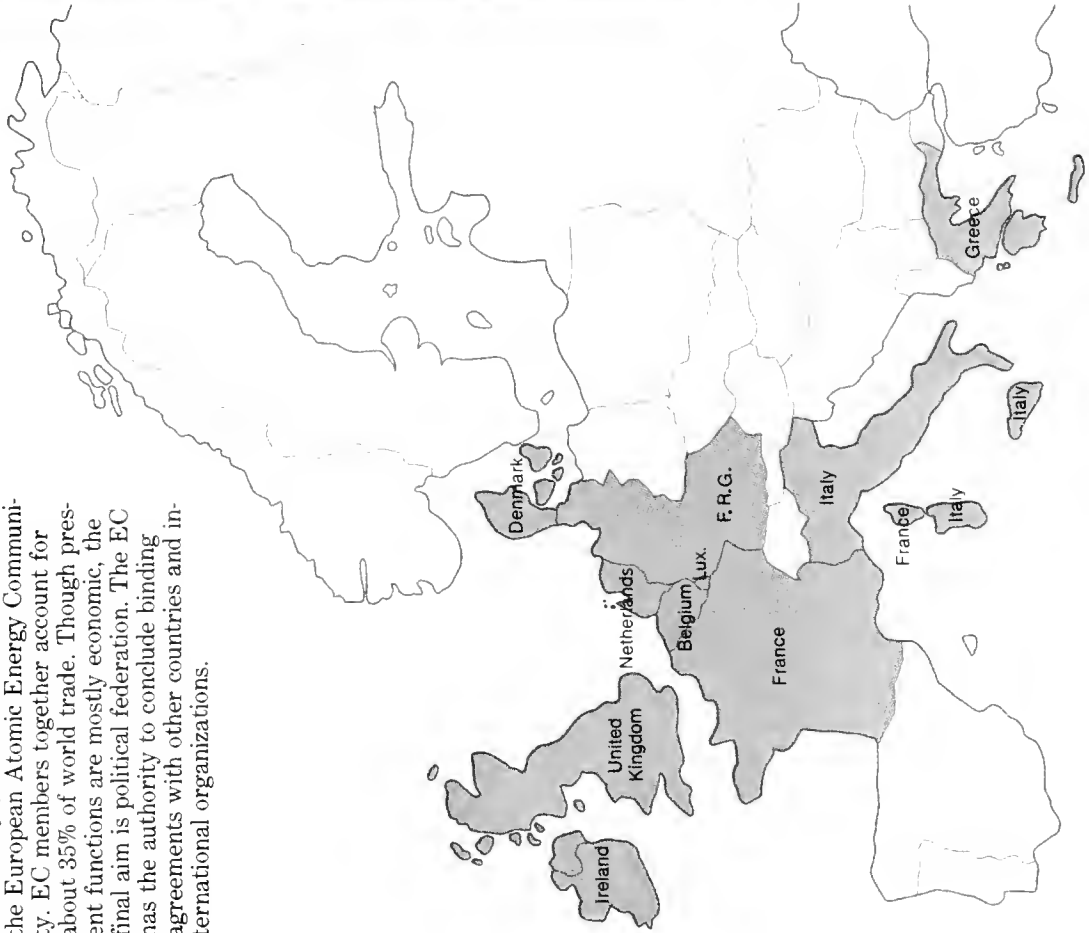 the European Atomic Energy Communi-
ty. EC members together account for
about 35% of world trade. Though pres-
ent functions are mostly economic, the
final aim is political federation. The EC
has the authority to conclude binding
agreements with other countries and in-
ternational organizations.
Ireland
United
Kingdom
Netherlands
Denmark
Belgium
Lux.
F.R.G.
France
Italy
France
Italy
Italy
Greece